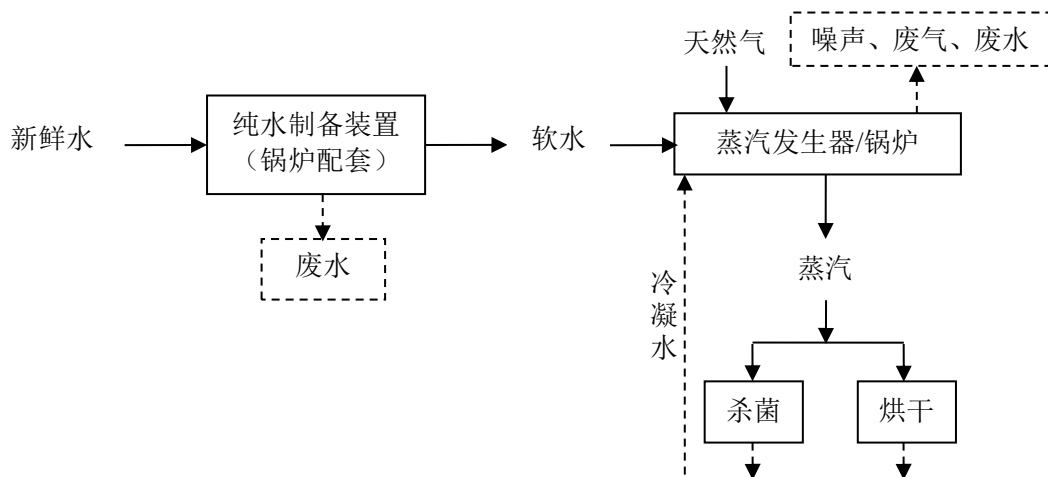 天然气
噪声、废气、废水
新鲜水
纯水制备装置
（锅炉配套）
软水
蒸汽发生器/锅炉
废水
蒸汽
冷凝水
杀菌
烘干